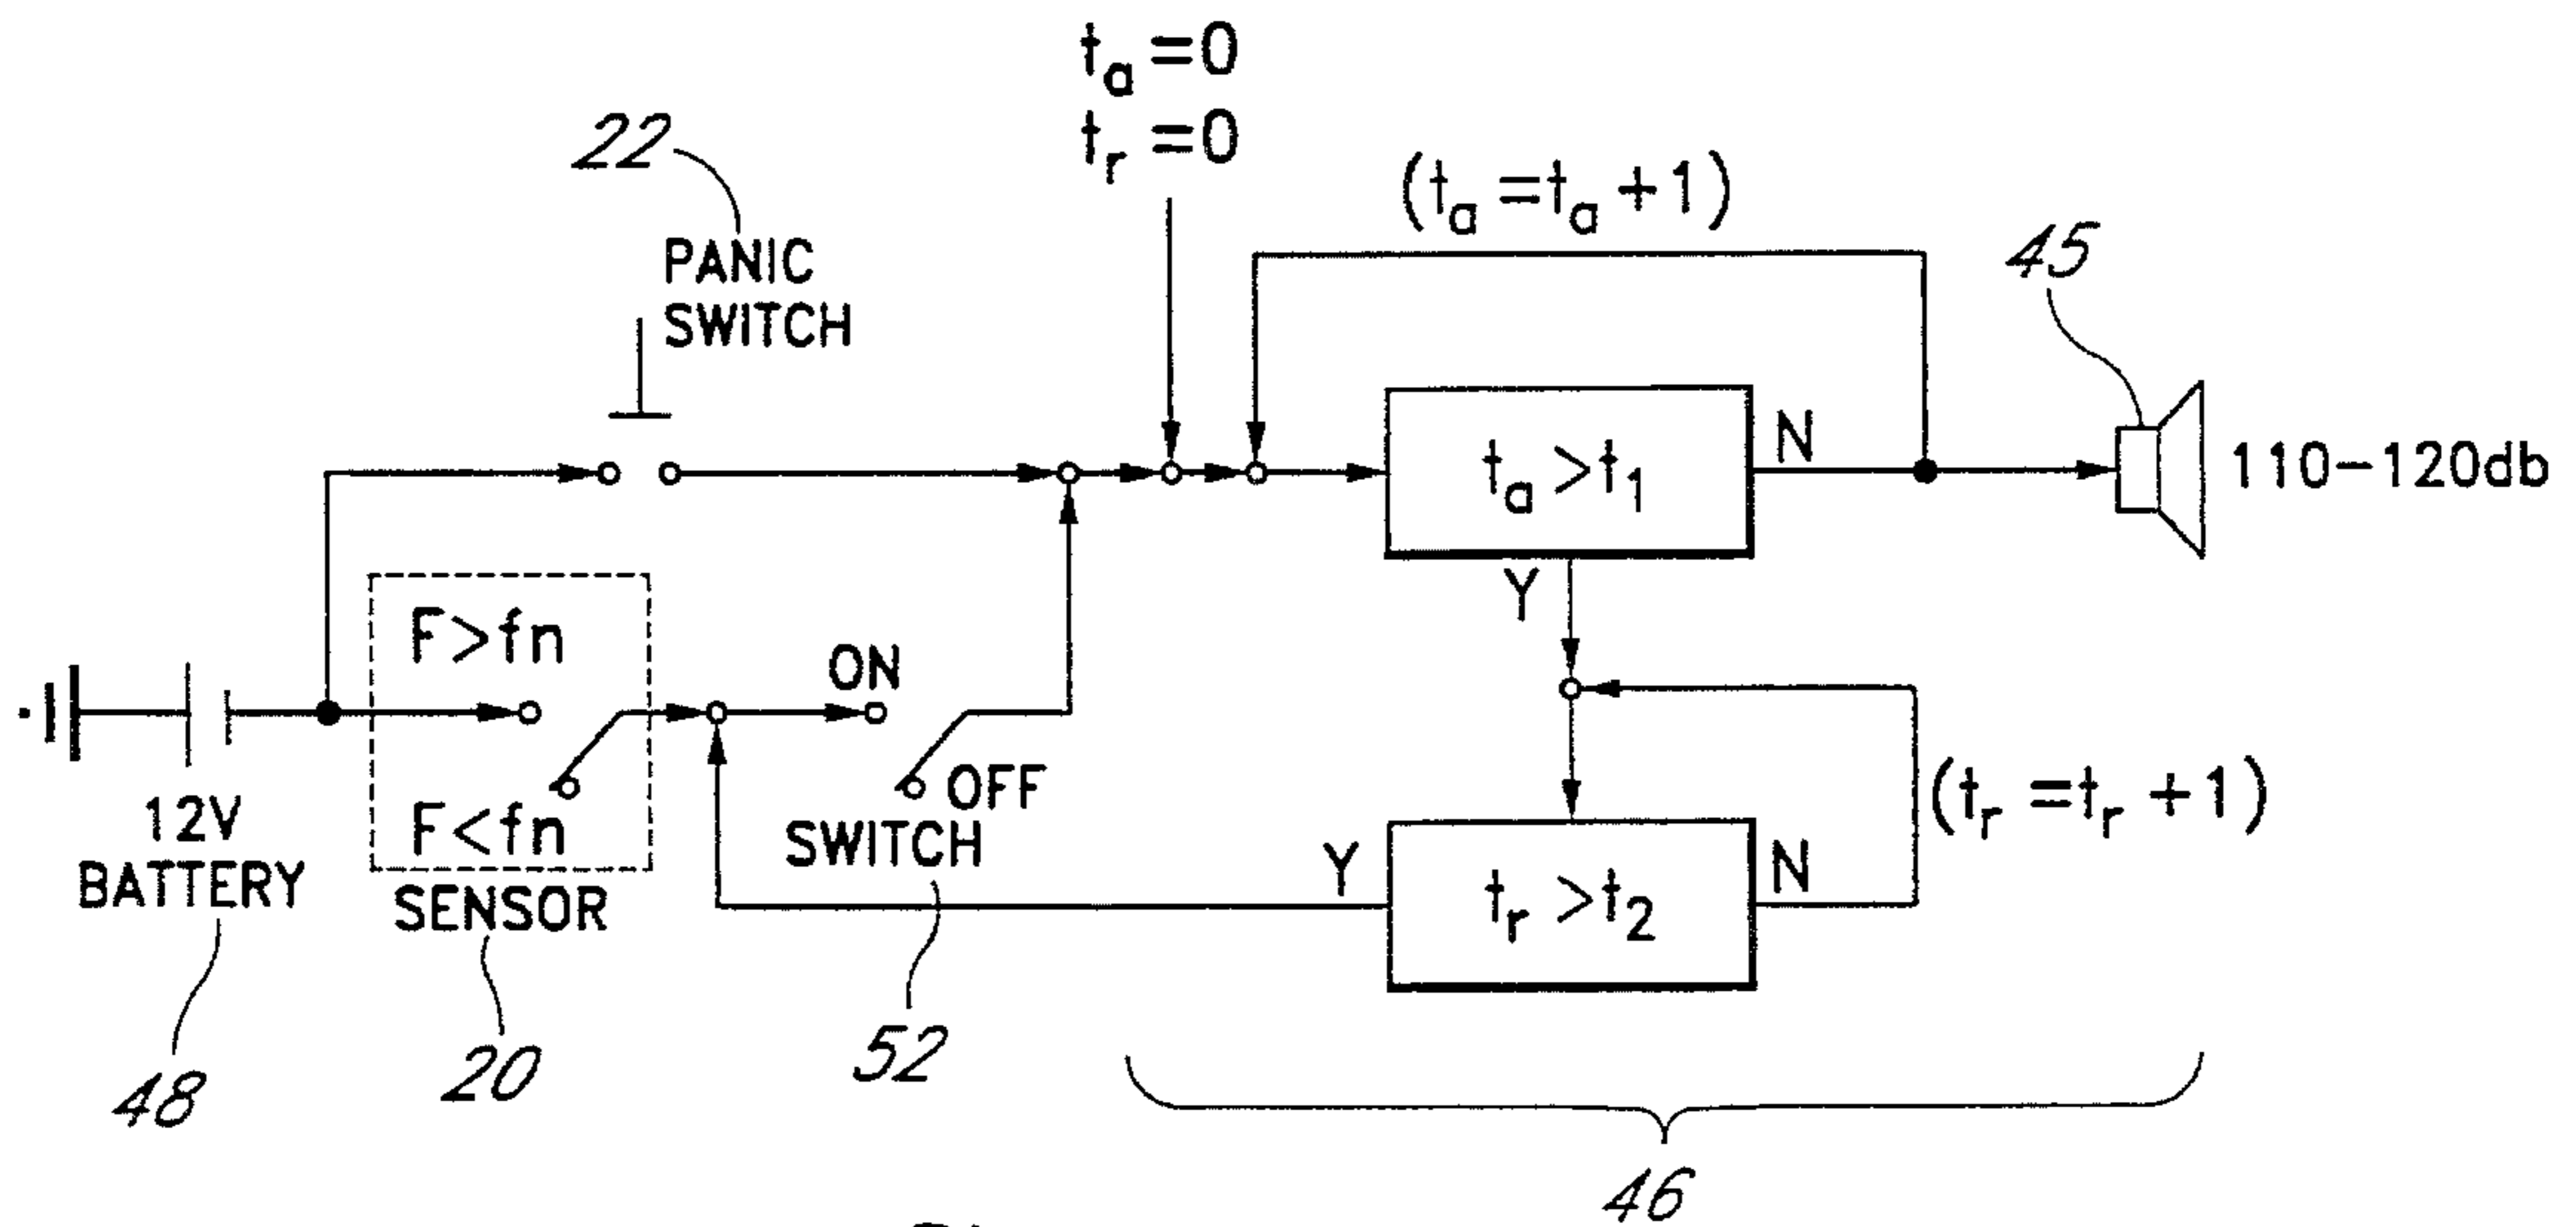 tₐ =0
tᵣ =0
22
PANIC
SWITCH
(tₐ =tₐ +1)
45
tₐ >t₁
N
110-120db
Y
F>fn
ON
F<fn
OFF
SWITCH
12V
BATTERY
SENSOR
(tᵣ =tᵣ +1)
Y
tᵣ >t₂
N
48
20
52
46